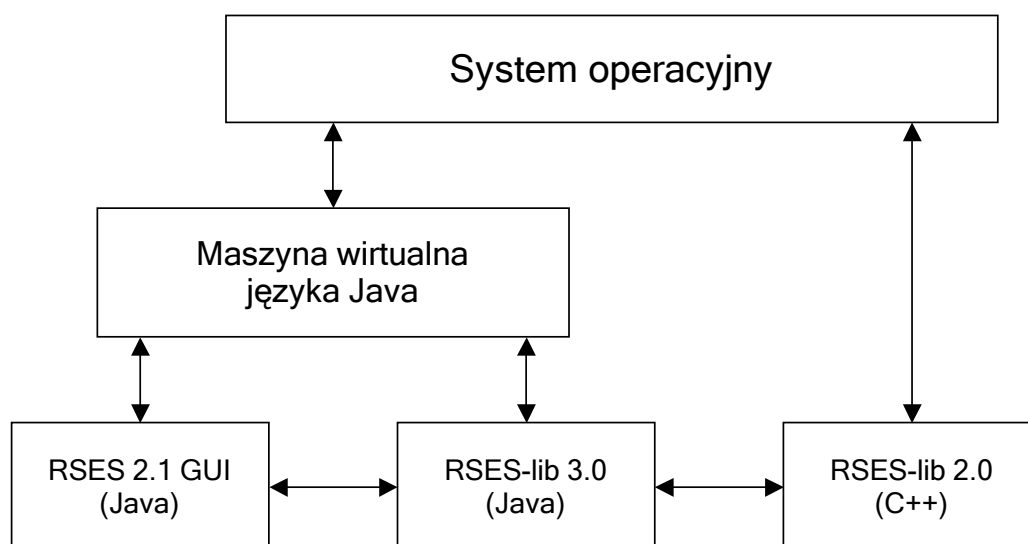 System operacyjny
Maszyna wirtualna
języka Java
RSES 2.1 GUI
(Java)
RSES-lib 3.0
(Java)
RSES-lib 2.0
(C++)